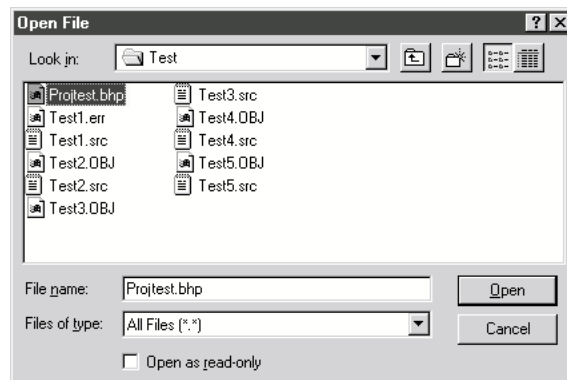 Open File
Look in: Test
Projtest.bhp
Test1.err
Test1.src
Test2.OBJ
Test2.src
Test3.OBJ
Test3.src
Test4.OBJ
Test4.src
Test5.OBJ
Test5.src
File name: Projtest.bhp Open
Files of type: All Files (*.*) Cancel
Open as read-only